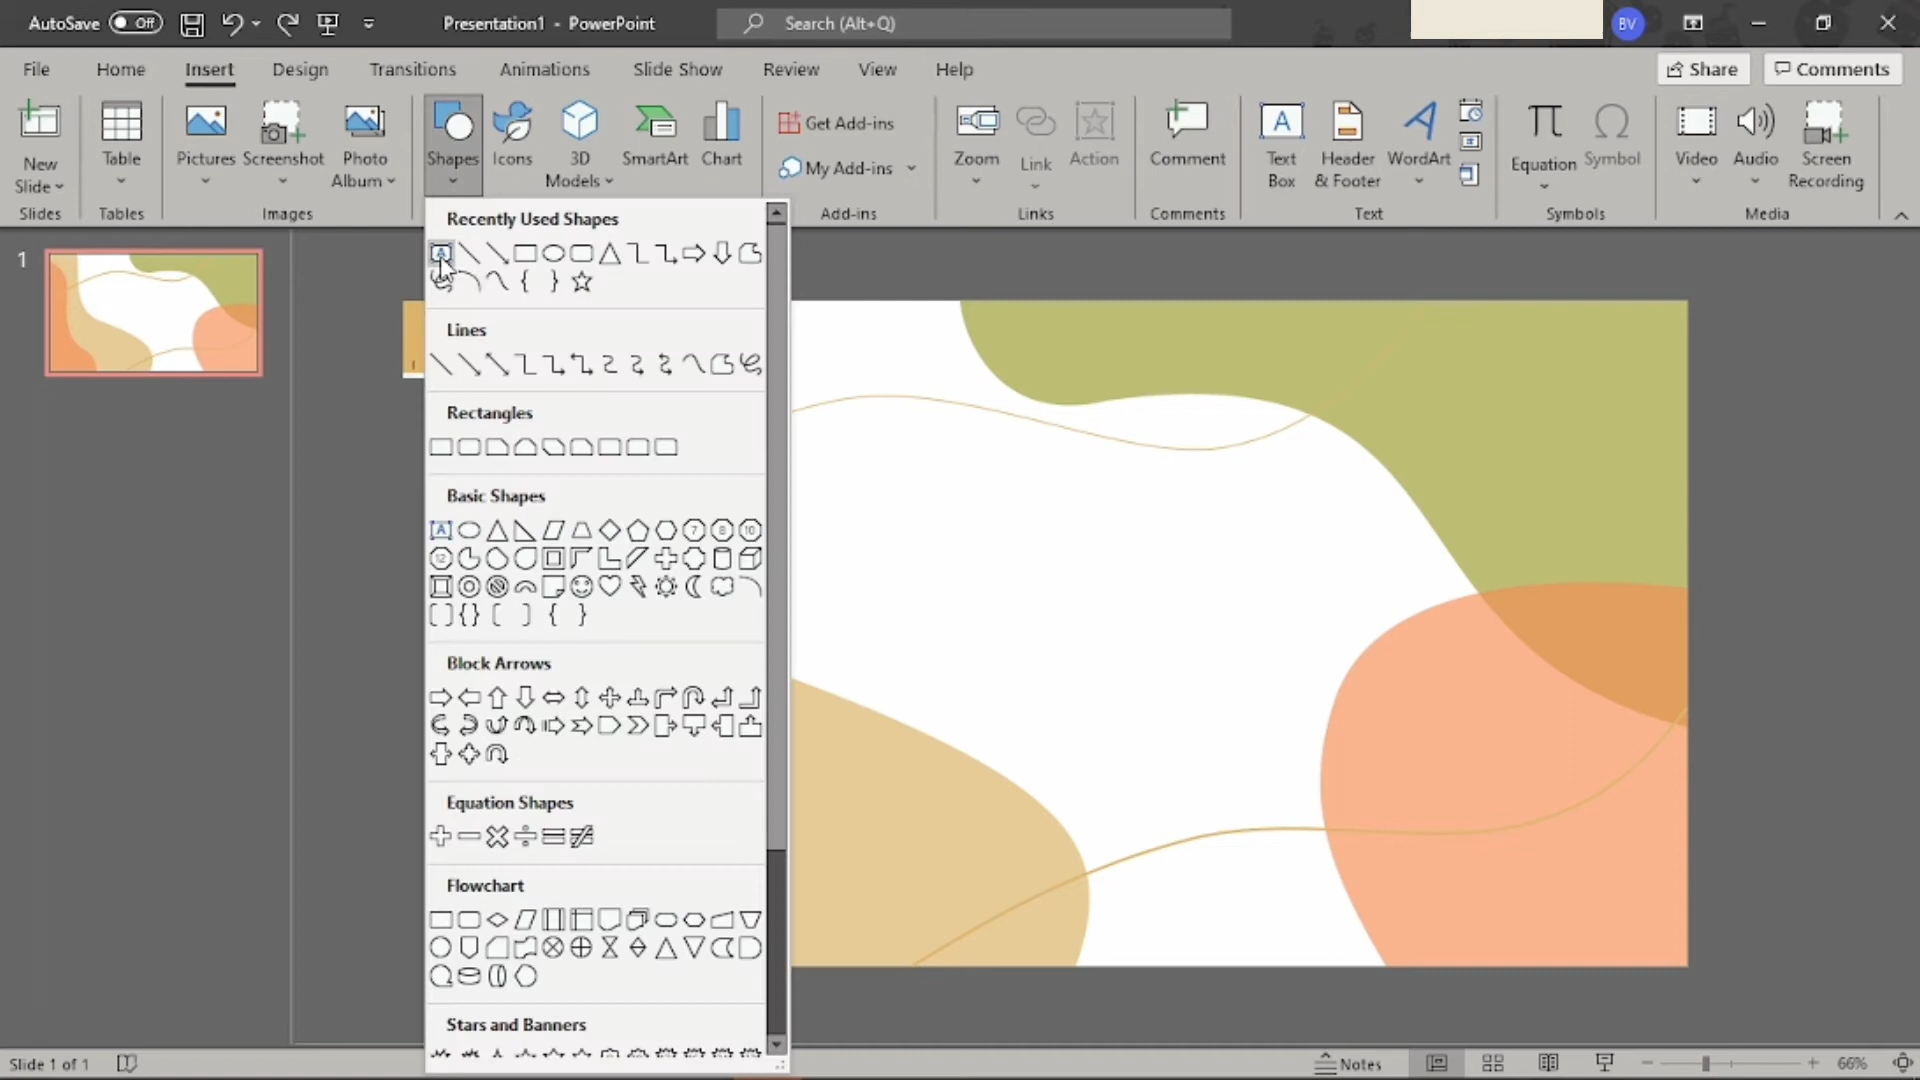 AutoSave Off Presentation1 - PowerPoint Search (Alt+Q) BV
File Home Insert Design Transitions Animations Slide Show Review View Help Share Comments
New Slide
Table
Pictures
Screenshot
Photo Album
Shapes
Icons
3D Models
SmartArt
Chart
Get Add-ins
My Add-ins
Zoom
Link
Action
Comment
A
Text Box
Header & Footer
WordArt
Equation
Symbol
Video
Audio
Screen Recording
Slides Tables Images Add-ins Links Comments Text Symbols Media
1
Recently Used Shapes
Lines
Rectangles
Basic Shapes
A 7 8 10
12
Block Arrows
Equation Shapes
Flowchart
Stars and Banners
Slide 1 of 1 Notes 66%